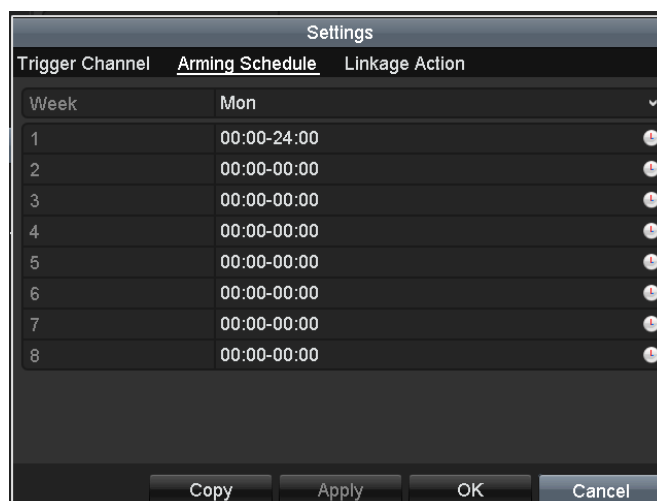 Settings
Trigger Channel Arming Schedule Linkage Action
Week Mon
1 00:00-24:00
2 00:00-00:00
3 00:00-00:00
4 00:00-00:00
5 00:00-00:00
6 00:00-00:00
7 00:00-00:00
8 00:00-00:00
Copy Apply OK Cancel